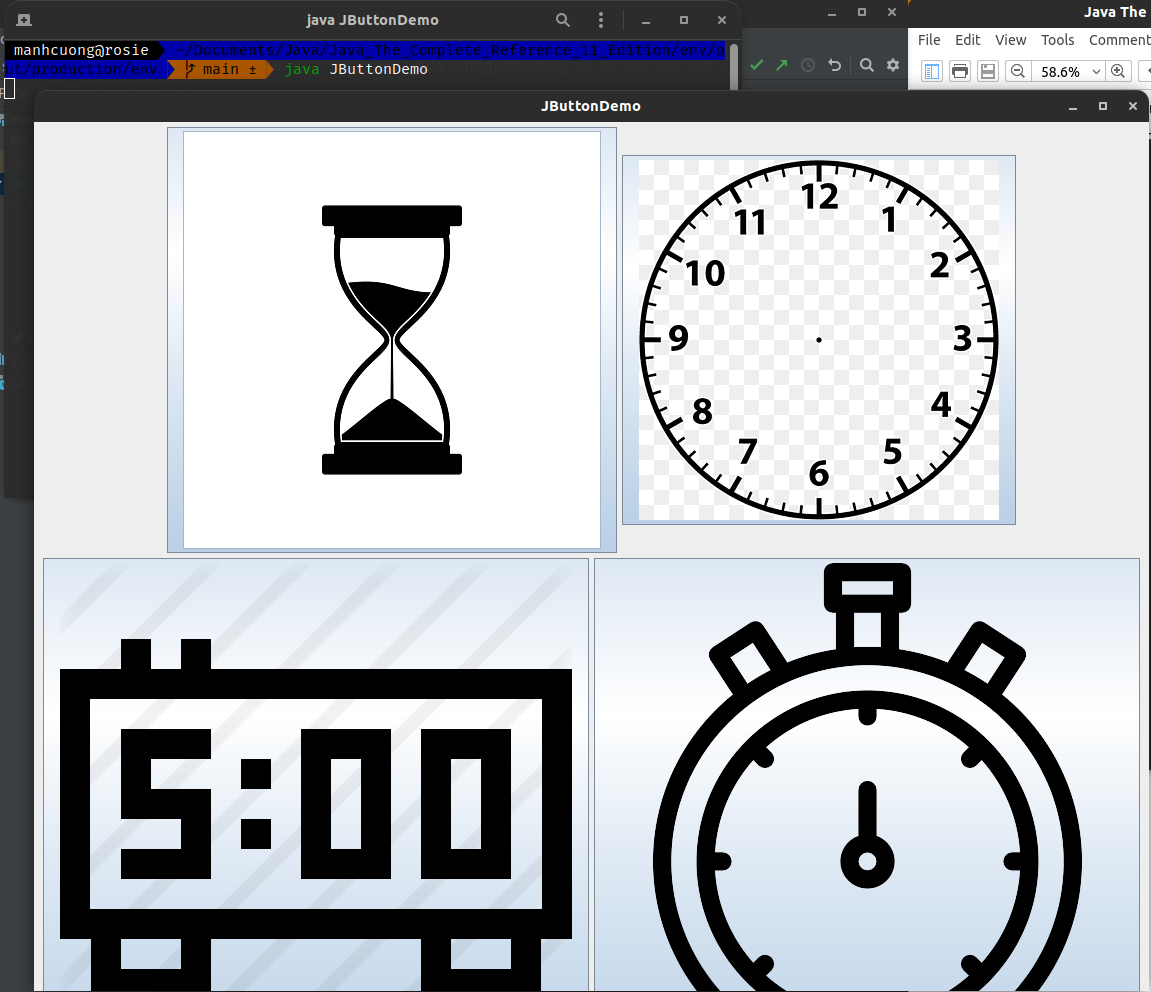 java JButtonDemo
Java The
manhcuong@rosie ~/Documents/Java/Java The Complete Reference 11 Edition/env/o
ut/production/env main ± java JButtonDemo
File Edit View Tools Comment
58.6%
JButtonDemo
12
11 1
10 2
9 3
8 4
7 5
6
5:00